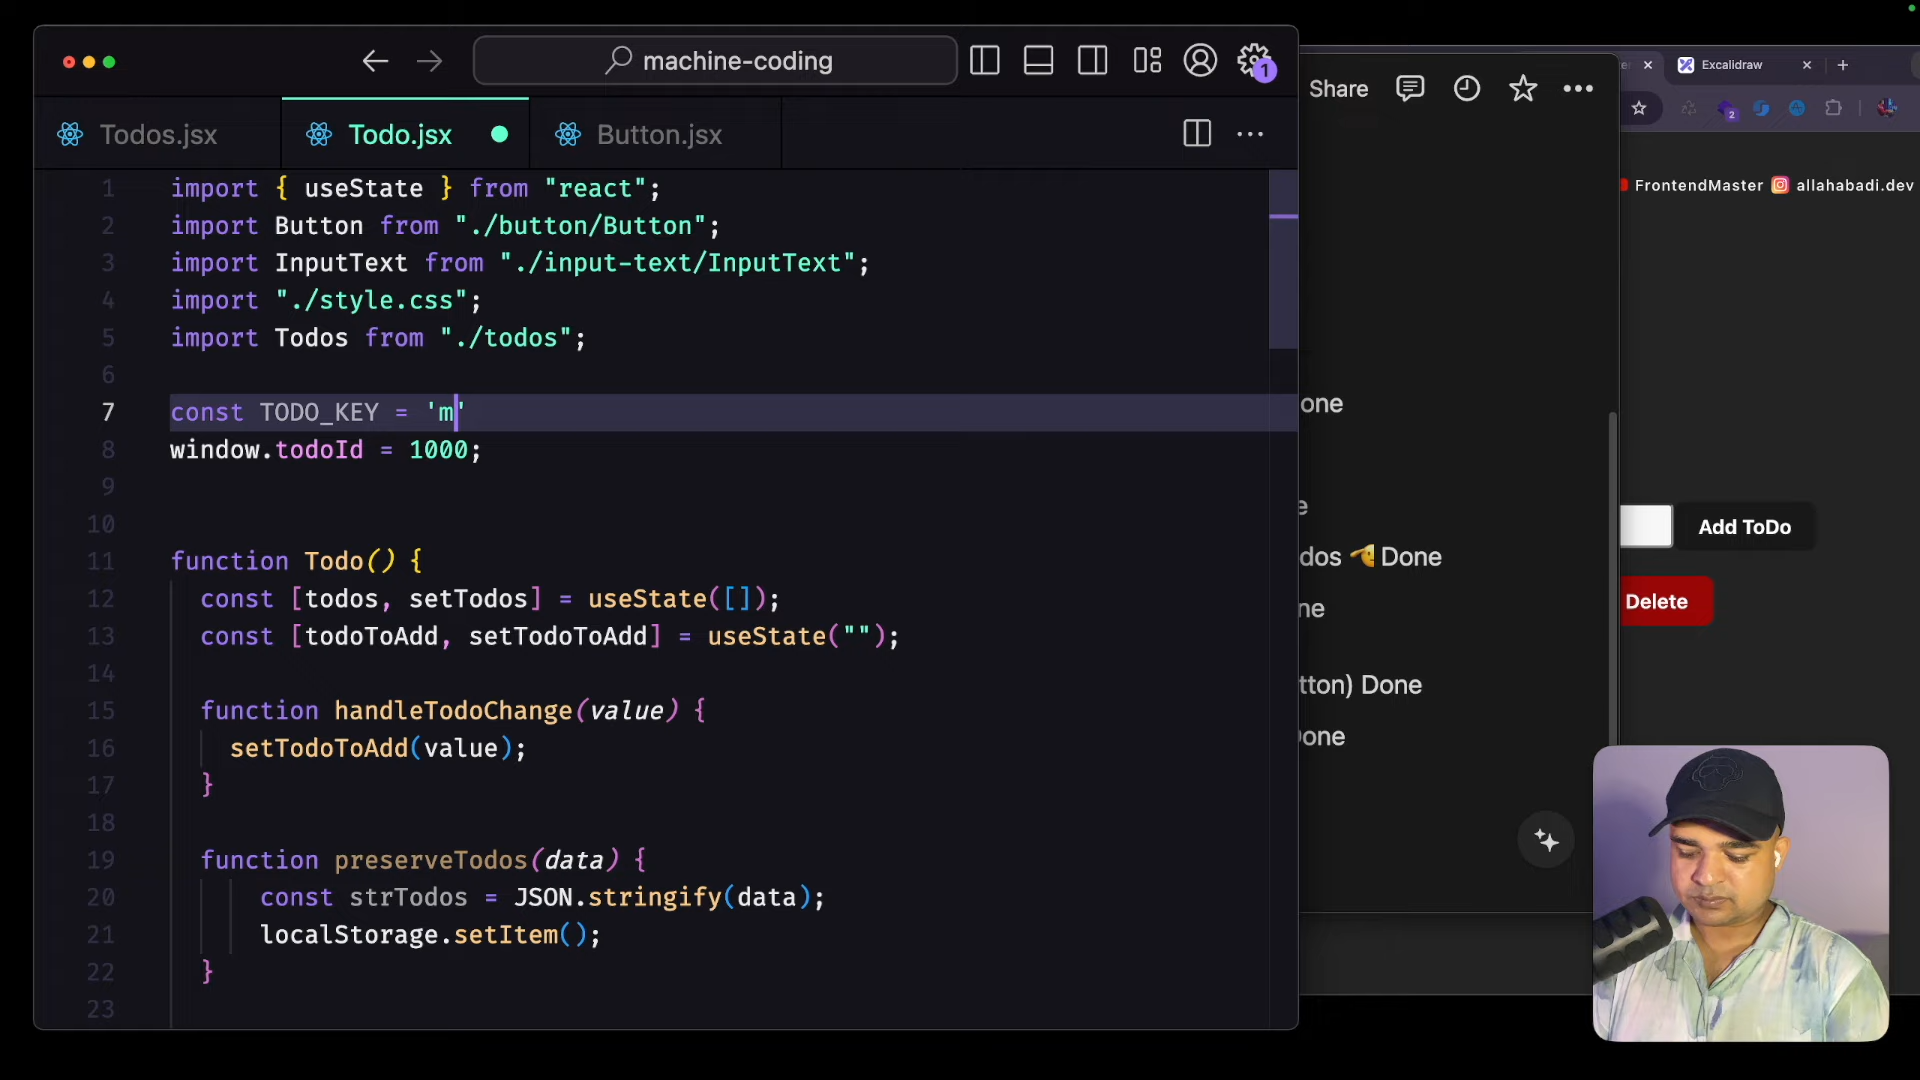 machine-coding
1
Share
Excalidraw
2
Todos.jsx
Todo.jsx
Button.jsx
FrontendMaster
allahabadi.dev
1 import { useState } from "react";
2 import Button from "./button/Button";
3 import InputText from "./input-text/InputText";
4 import "./style.css";
5 import Todos from "./todos";
6
7 const TODO_KEY = 'm'
8 window.todoId = 1000;
9
10
11 function Todo() {
12 const [todos, setTodos] = useState([]);
13 const [todoToAdd, setTodoToAdd] = useState("");
14
15 function handleTodoChange(value) {
16 setTodoToAdd(value);
17 }
18
19 function preserveTodos(data) {
20 const strTodos = JSON.stringify(data);
21 localStorage.setItem();
22 }
23
one
e
dos 🫡 Done
ne
tton) Done
Done
Add ToDo
Delete